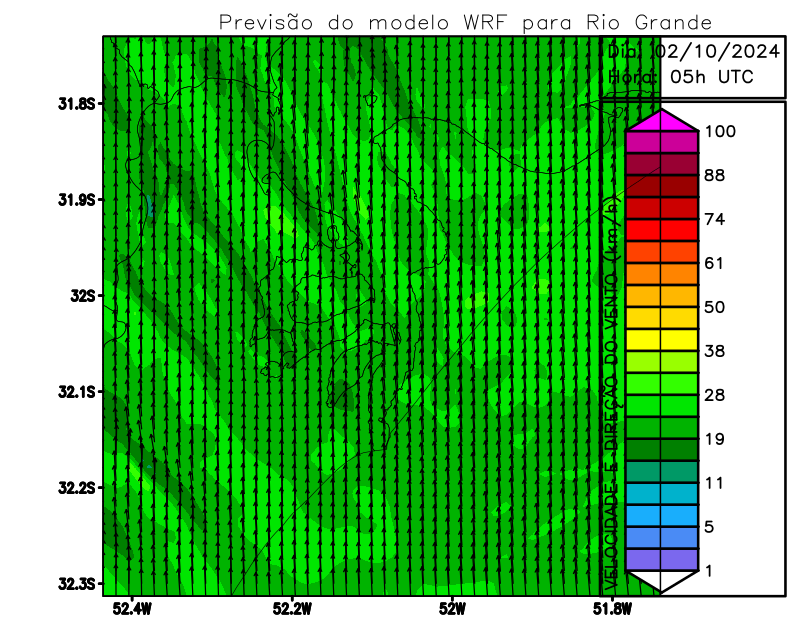 Previsão do modelo WRF para Rio Grande
Dia: 02/10/2024
Hora: 05h UTC
31.8S
31.9S
32S
32.1S
32.2S
32.3S
52.4W
52.2W
52W
51.8W
VELOCIDADE E DIREÇÃO DO VENTO (km/h)
100
88
74
61
50
38
28
19
11
5
1